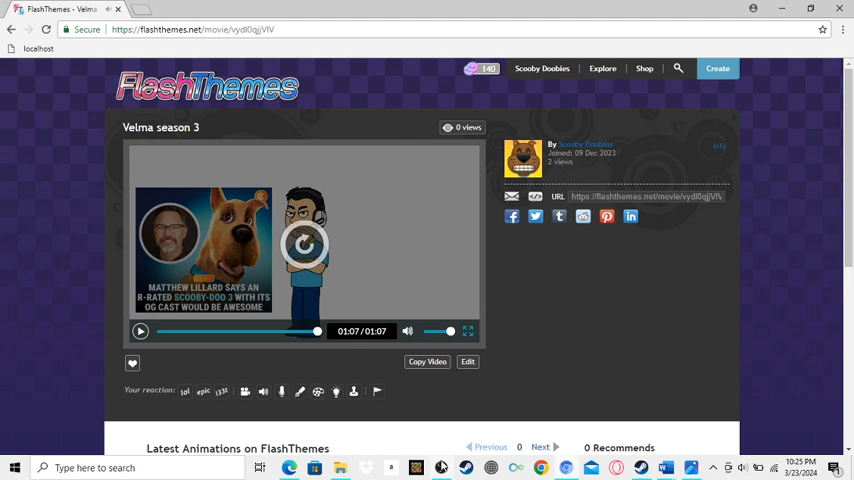 FlashThemes - Velma
Secure
https://flashthemes.net/movie/vydl0qjjVlV
localhost
FlashThemes
140
Scooby Doobies
Explore
Shop
Create
Velma season 3
0 views
MATTHEW LILLARD SAYS AN
R-RATED SCOOBY-DOO 3 WITH ITS
OG CAST WOULD BE AWESOME
01:07/01:07
By Scooby Doobies
Joined: 09 Dec 2023
2 views
Info
URL
https://flashthemes.net/movie/vydl0qjjVlV
Copy Video
Edit
Your reaction:
lol
epic
l33t
Latest Animations on FlashThemes
Previous
0
Next
0 Recommends
Type here to search
10:25 PM
3/23/2024